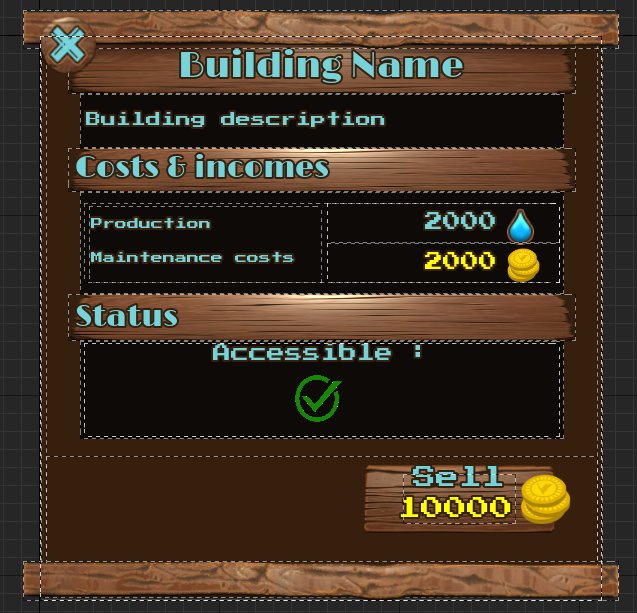 Building Name
Building description
Costs & incomes
Production 2000
Maintenance costs 2000
Status
Accessible :
Sell
10000